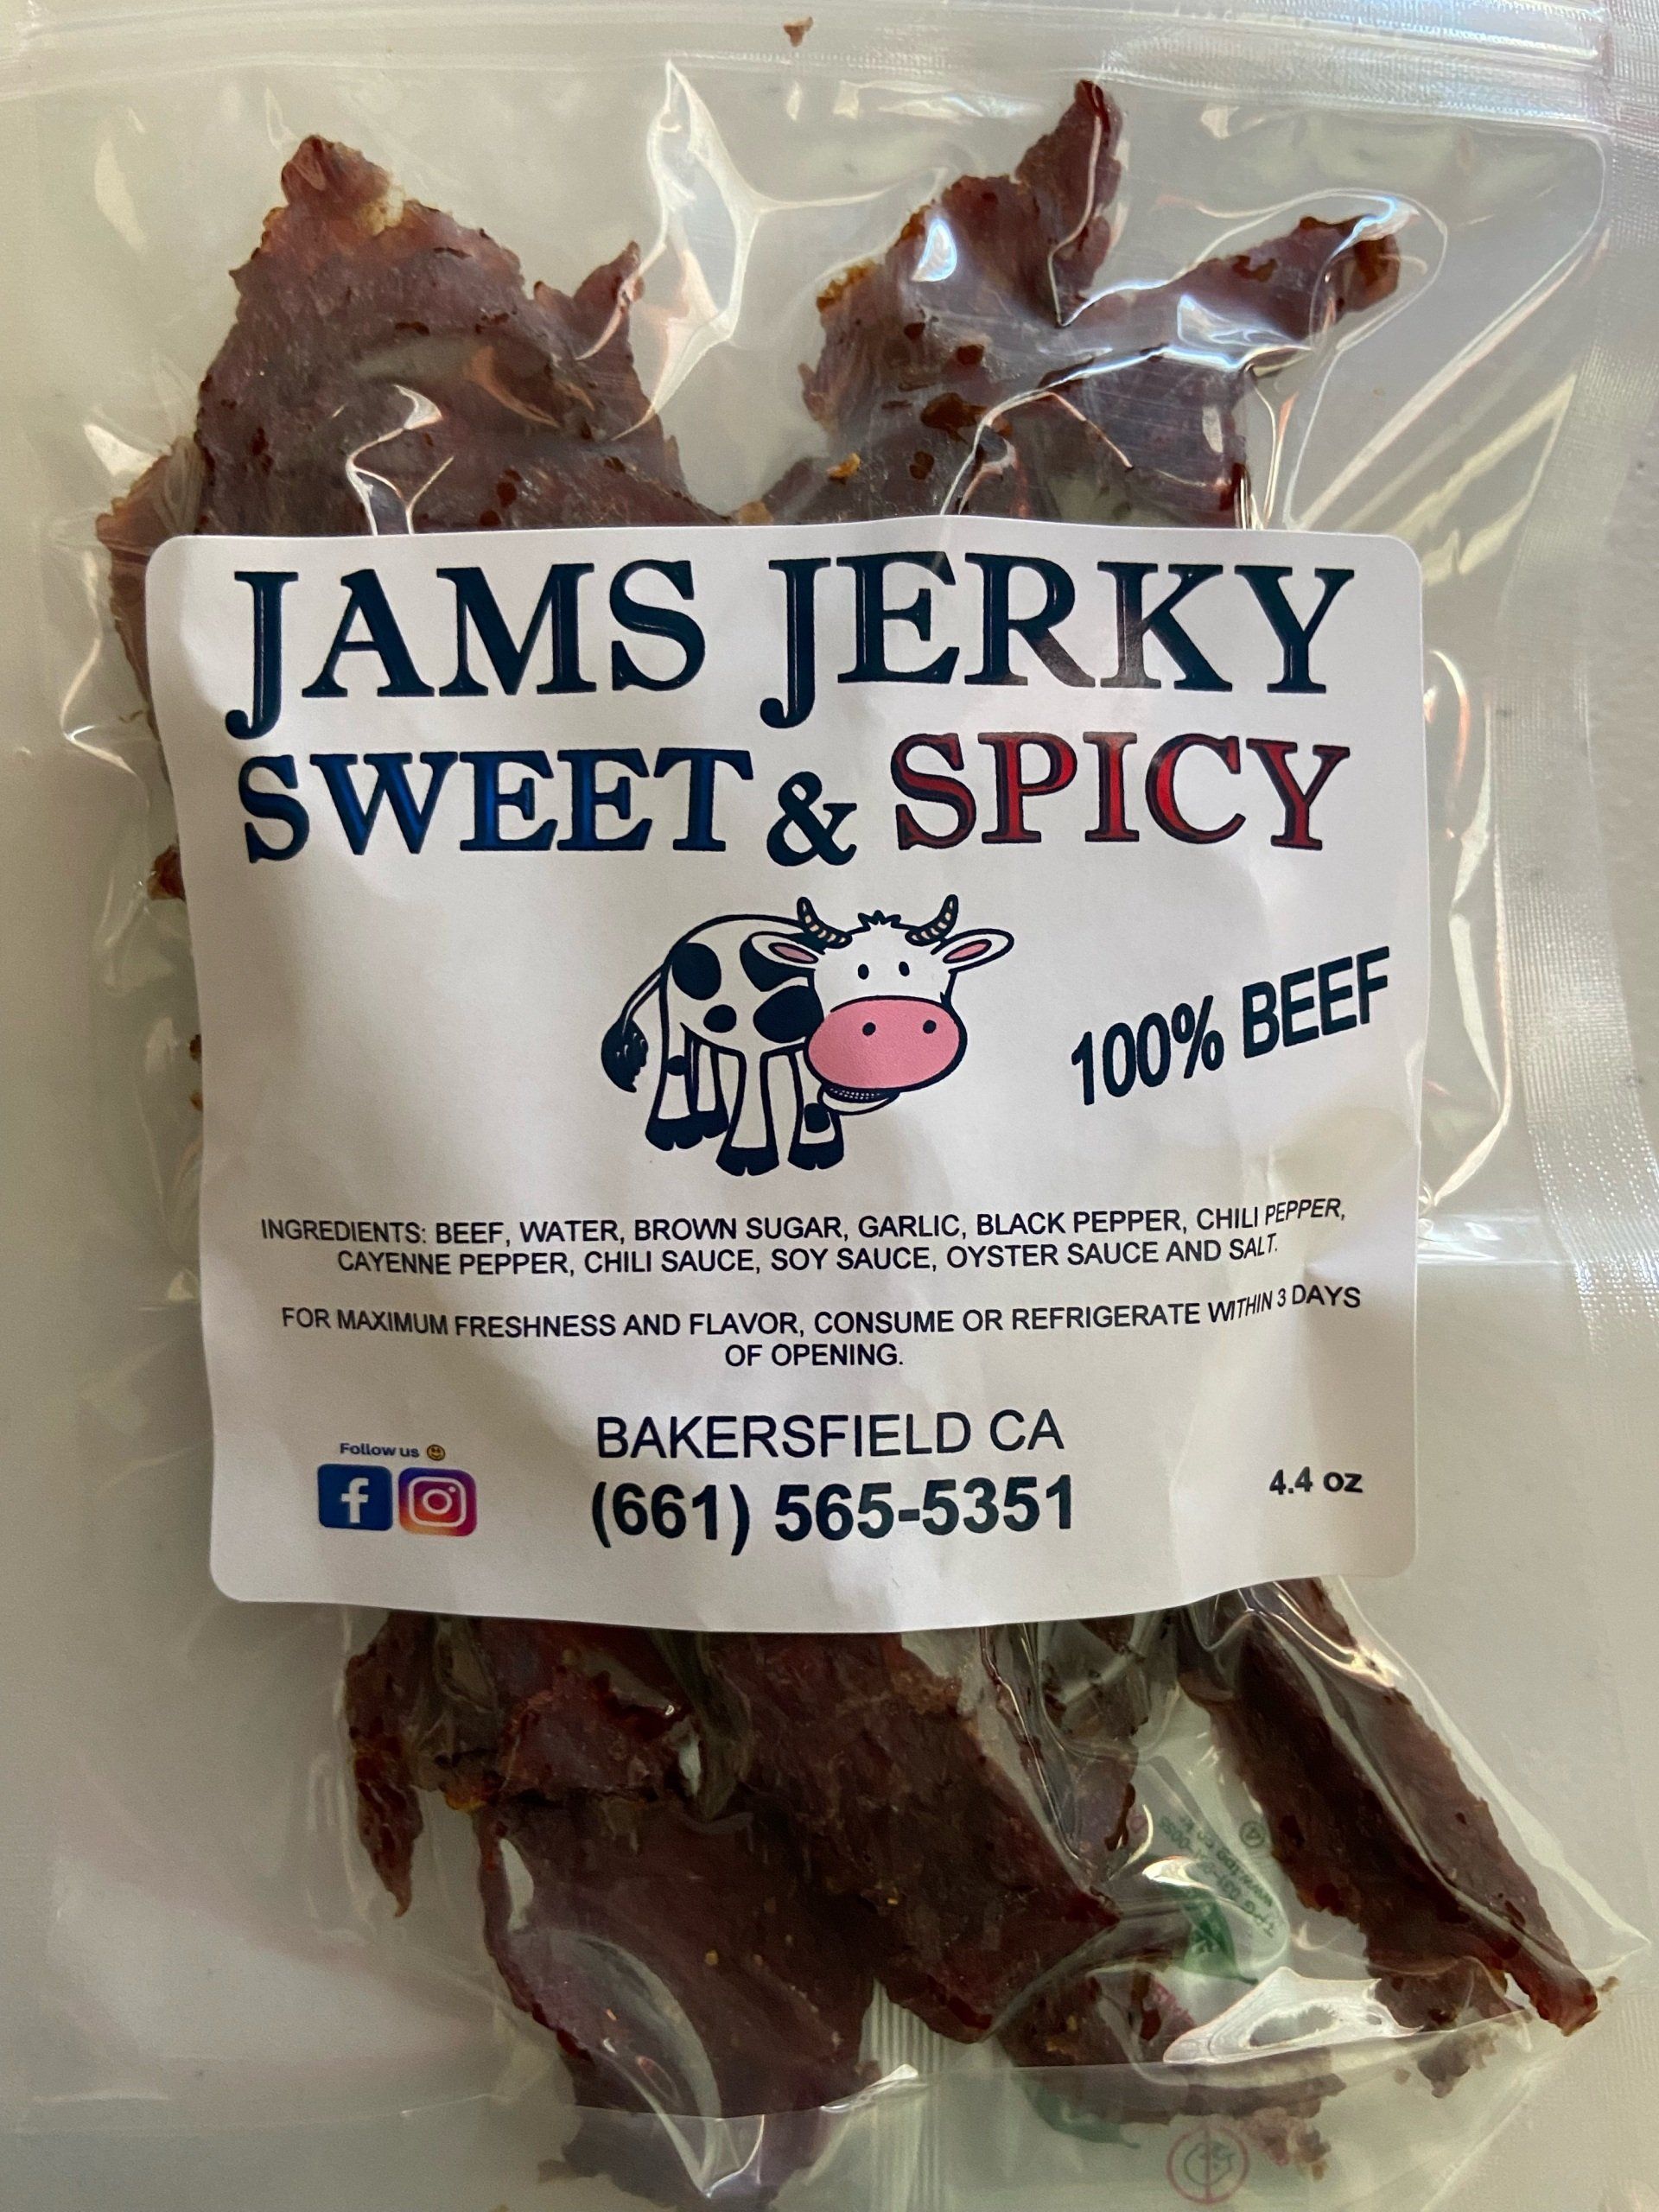 JAMS JERKY
SWEET & SPICY
100% BEEF
INGREDIENTS: BEEF, WATER, BROWN SUGAR, GARLIC, BLACK PEPPER, CHILI PEPPER,
CAYENNE PEPPER, CHILI SAUCE, SOY SAUCE, OYSTER SAUCE AND SALT.
FOR MAXIMUM FRESHNESS AND FLAVOR, CONSUME OR REFRIGERATE WITHIN 3 DAYS
OF OPENING.
Follow us
BAKERSFIELD CA
(661) 565-5351
4.4 oz